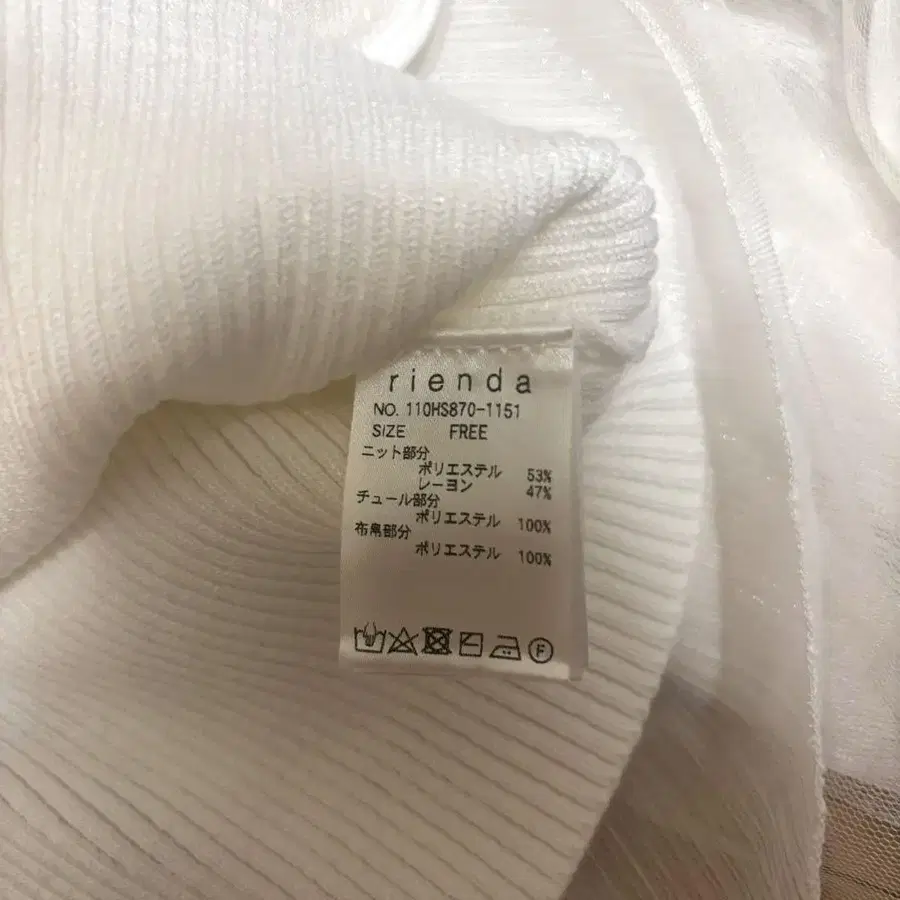 rienda
NO. 110HS870-1151
SIZE FREE
ニット部分
ポリエステル 53%
レーヨン 47%
チュール部分
ポリエステル 100%
布帛部分
ポリエステル 100%
F